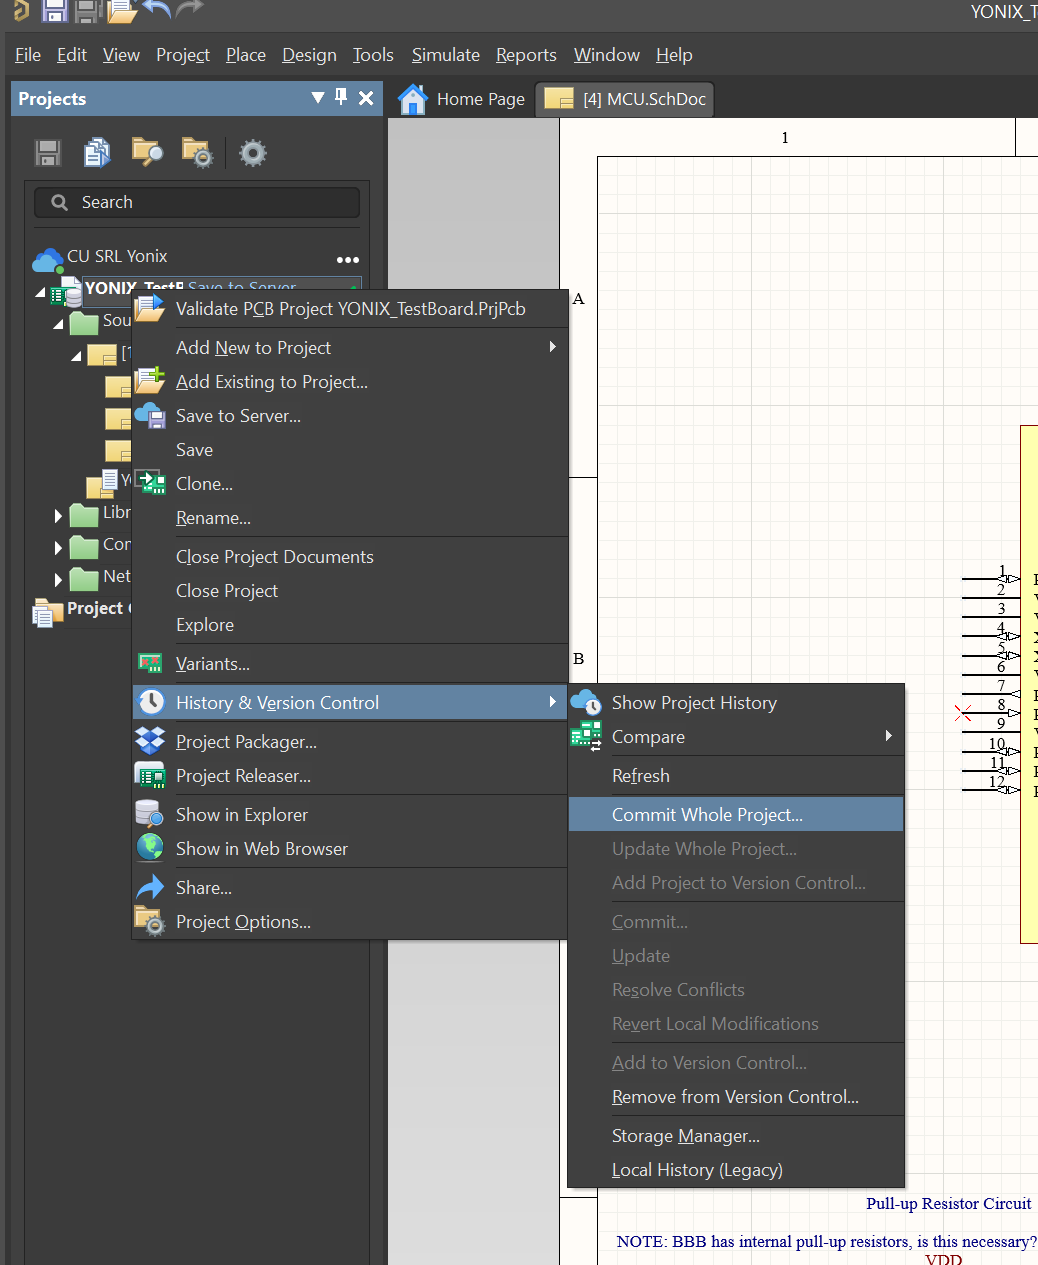 YONIX_T
File Edit View Project Place Design Tools Simulate Reports Window Help
Projects
Home Page
[4] MCU.SchDoc
Search
CU SRL Yonix
YONIX_TestB Save to Server
Sou
[1
Y
Libr
Con
Net
Project
Validate PCB Project YONIX_TestBoard.PrjPcb
Add New to Project
Add Existing to Project...
Save to Server...
Save
Clone...
Rename...
Close Project Documents
Close Project
Explore
Variants...
History & Version Control
Project Packager...
Project Releaser...
Show in Explorer
Show in Web Browser
Share...
Project Options...
Show Project History
Compare
Refresh
Commit Whole Project...
Update Whole Project...
Add Project to Version Control...
Commit...
Update
Resolve Conflicts
Revert Local Modifications
Add to Version Control...
Remove from Version Control...
Storage Manager...
Local History (Legacy)
1
A
B
1
2
3
4
5
6
7
8
9
10
11
12
Pull-up Resistor Circuit
NOTE: BBB has internal pull-up resistors, is this necessary?
VDD